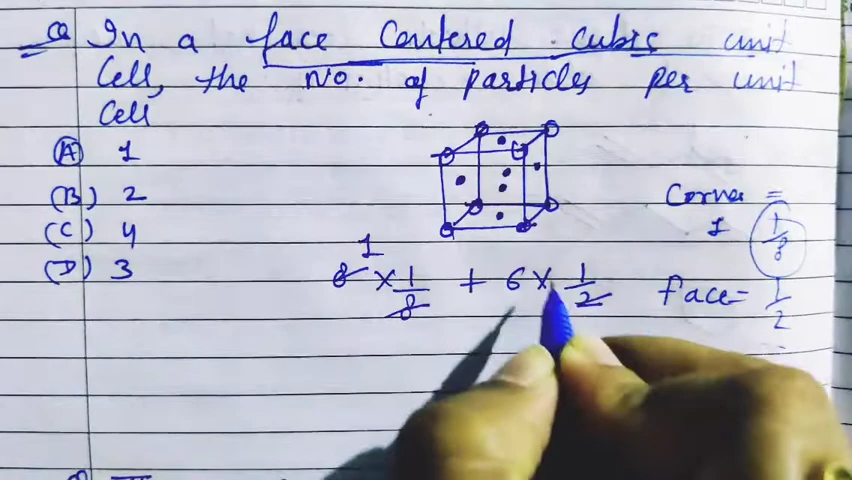 Q In a face Centered cubic unit
Cell, the No. of particles per unit
Cell
(A) 1
(B) 2
(C) 4
(D) 3
Corner = 1/8
1
1
8 × 1/8 + 6 × 1/2
face = 1/2